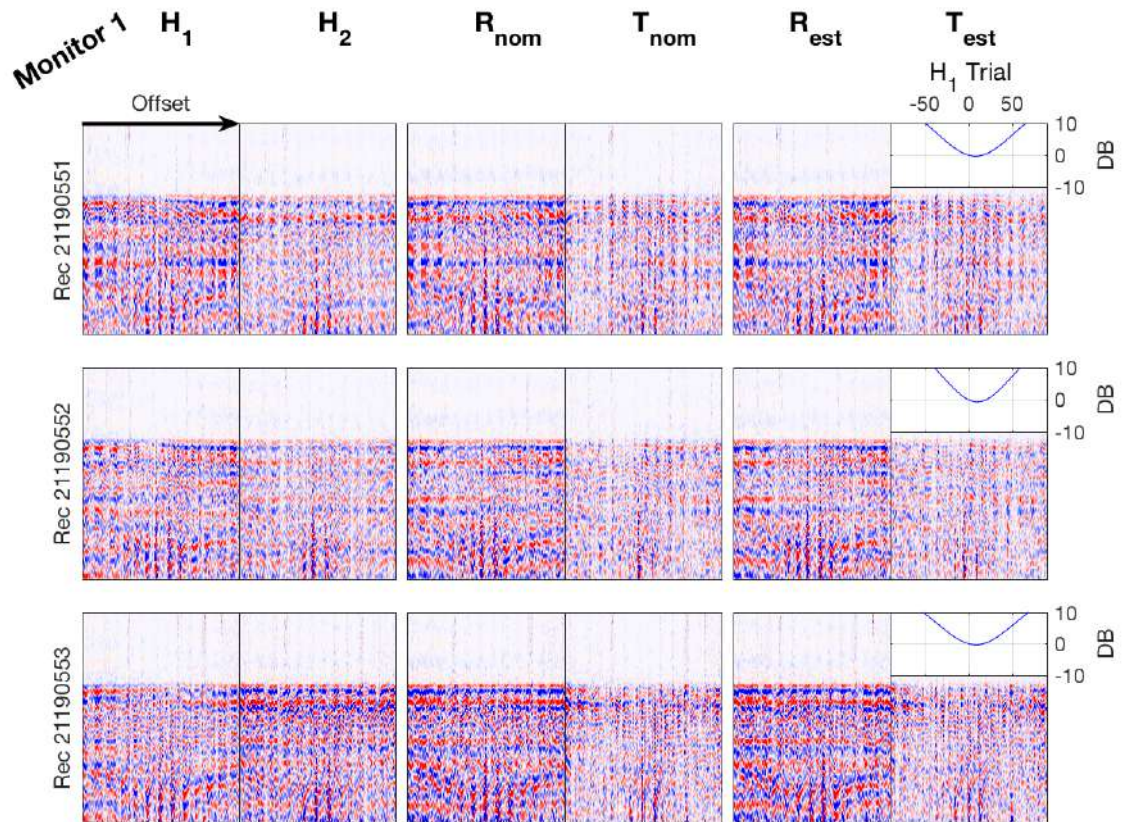 Monitor 1 H1 H2 Rnom Tnom Rest Test
H1 Trial
Offset -50 0 50
10
0
-10
DB
Rec 21190551
10
0
-10
DB
Rec 21190552
10
0
-10
DB
Rec 21190553